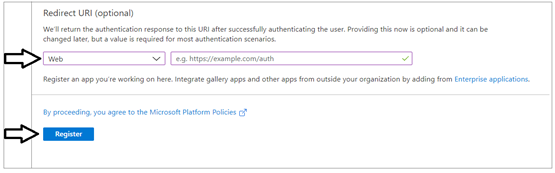 Redirect URI (optional)
We'll return the authentication response to this URI after successfully authenticating the user. Providing this now is optional and it can be
changed later, but a value is required for most authentication scenarios.
Web
e.g. https://example.com/auth
Register an app you're working on here. Integrate gallery apps and other apps from outside your organization by adding from Enterprise applications.
By proceeding, you agree to the Microsoft Platform Policies
Register